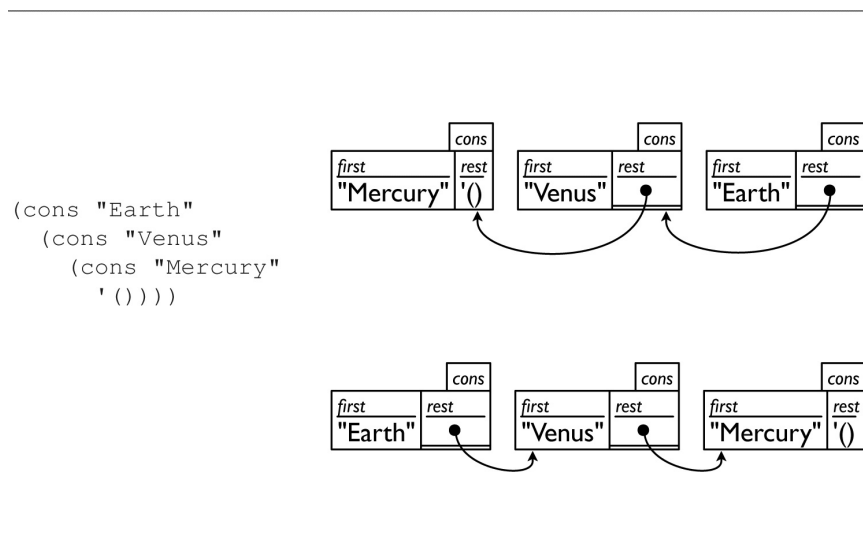 (cons "Earth"
(cons "Venus"
(cons "Mercury"
'())))
cons cons cons
first rest first rest first rest
"Mercury" '() "Venus" "Earth"
cons cons cons
first rest first rest first rest
"Earth" "Venus" "Mercury" '()